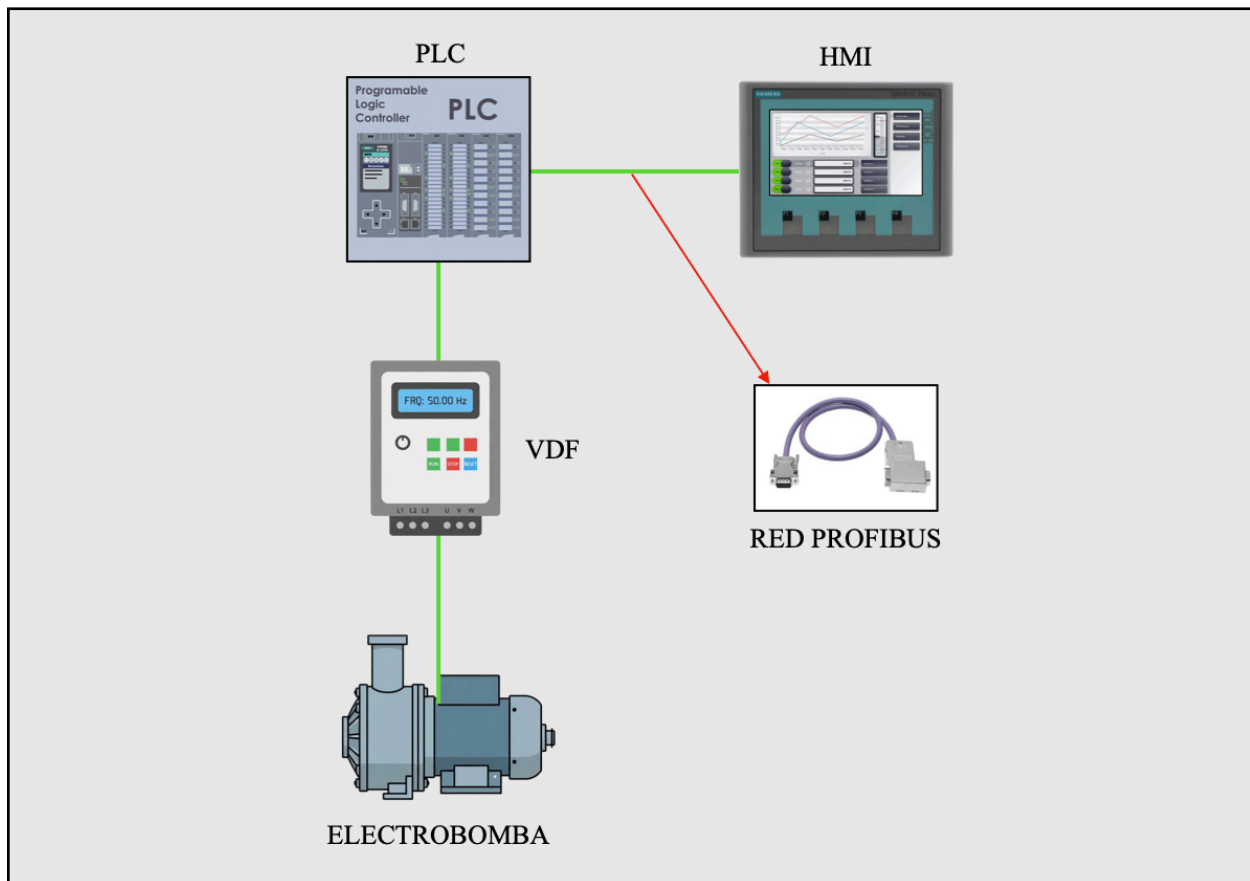 PLC
HMI
Programable
Logic
Controller
PLC
SIEMENS
FRQ: 50.00 Hz
RUN
STOP
RESET
L1 L2 L3 U V W
VDF
RED PROFIBUS
ELECTROBOMBA